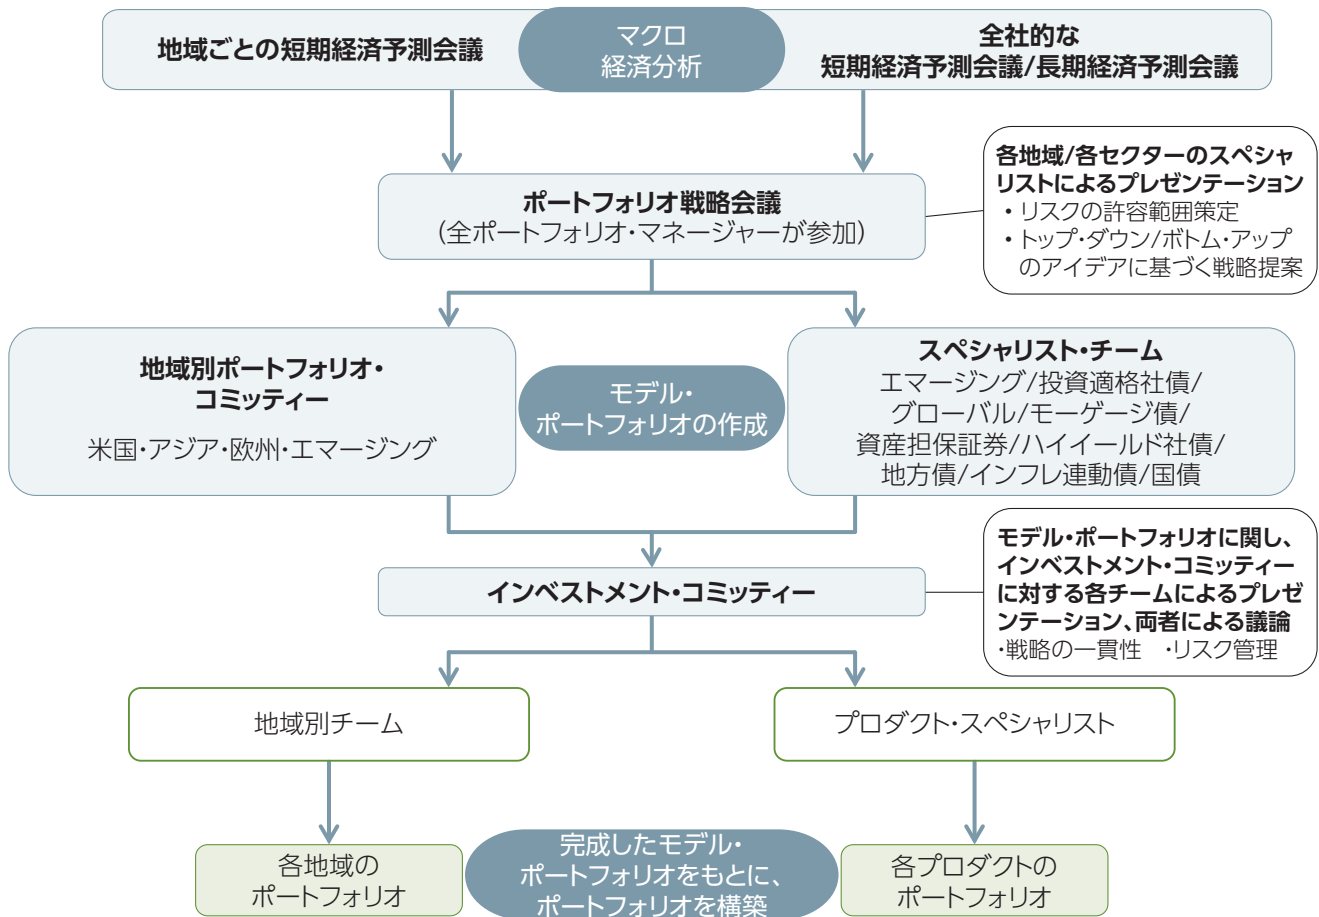 地域ごとの短期経済予測会議
マクロ
経済分析
全社的な
短期経済予測会議/長期経済予測会議
各地域/各セクターのスペシャ
リストによるプレゼンテーション
・リスクの許容範囲策定
・トップ・ダウン/ボトム・アップ
のアイデアに基づく戦略提案
ポートフォリオ戦略会議
(全ポートフォリオ・マネージャーが参加)
地域別ポートフォリオ・
コミッティー
米国・アジア・欧州・エマージング
モデル・
ポートフォリオの作成
スペシャリスト・チーム
エマージング/投資適格社債/
グローバル/モーゲージ債/
資産担保証券/ハイイールド社債/
地方債/インフレ連動債/国債
インベストメント・コミッティー
モデル・ポートフォリオに関し、
インベストメント・コミッティー
に対する各チームによるプレゼ
ンテーション、両者による議論
・戦略の一貫性 ・リスク管理
地域別チーム
プロダクト・スペシャリスト
各地域の
ポートフォリオ
完成したモデル・
ポートフォリオをもとに、
ポートフォリオを構築
各プロダクトの
ポートフォリオ